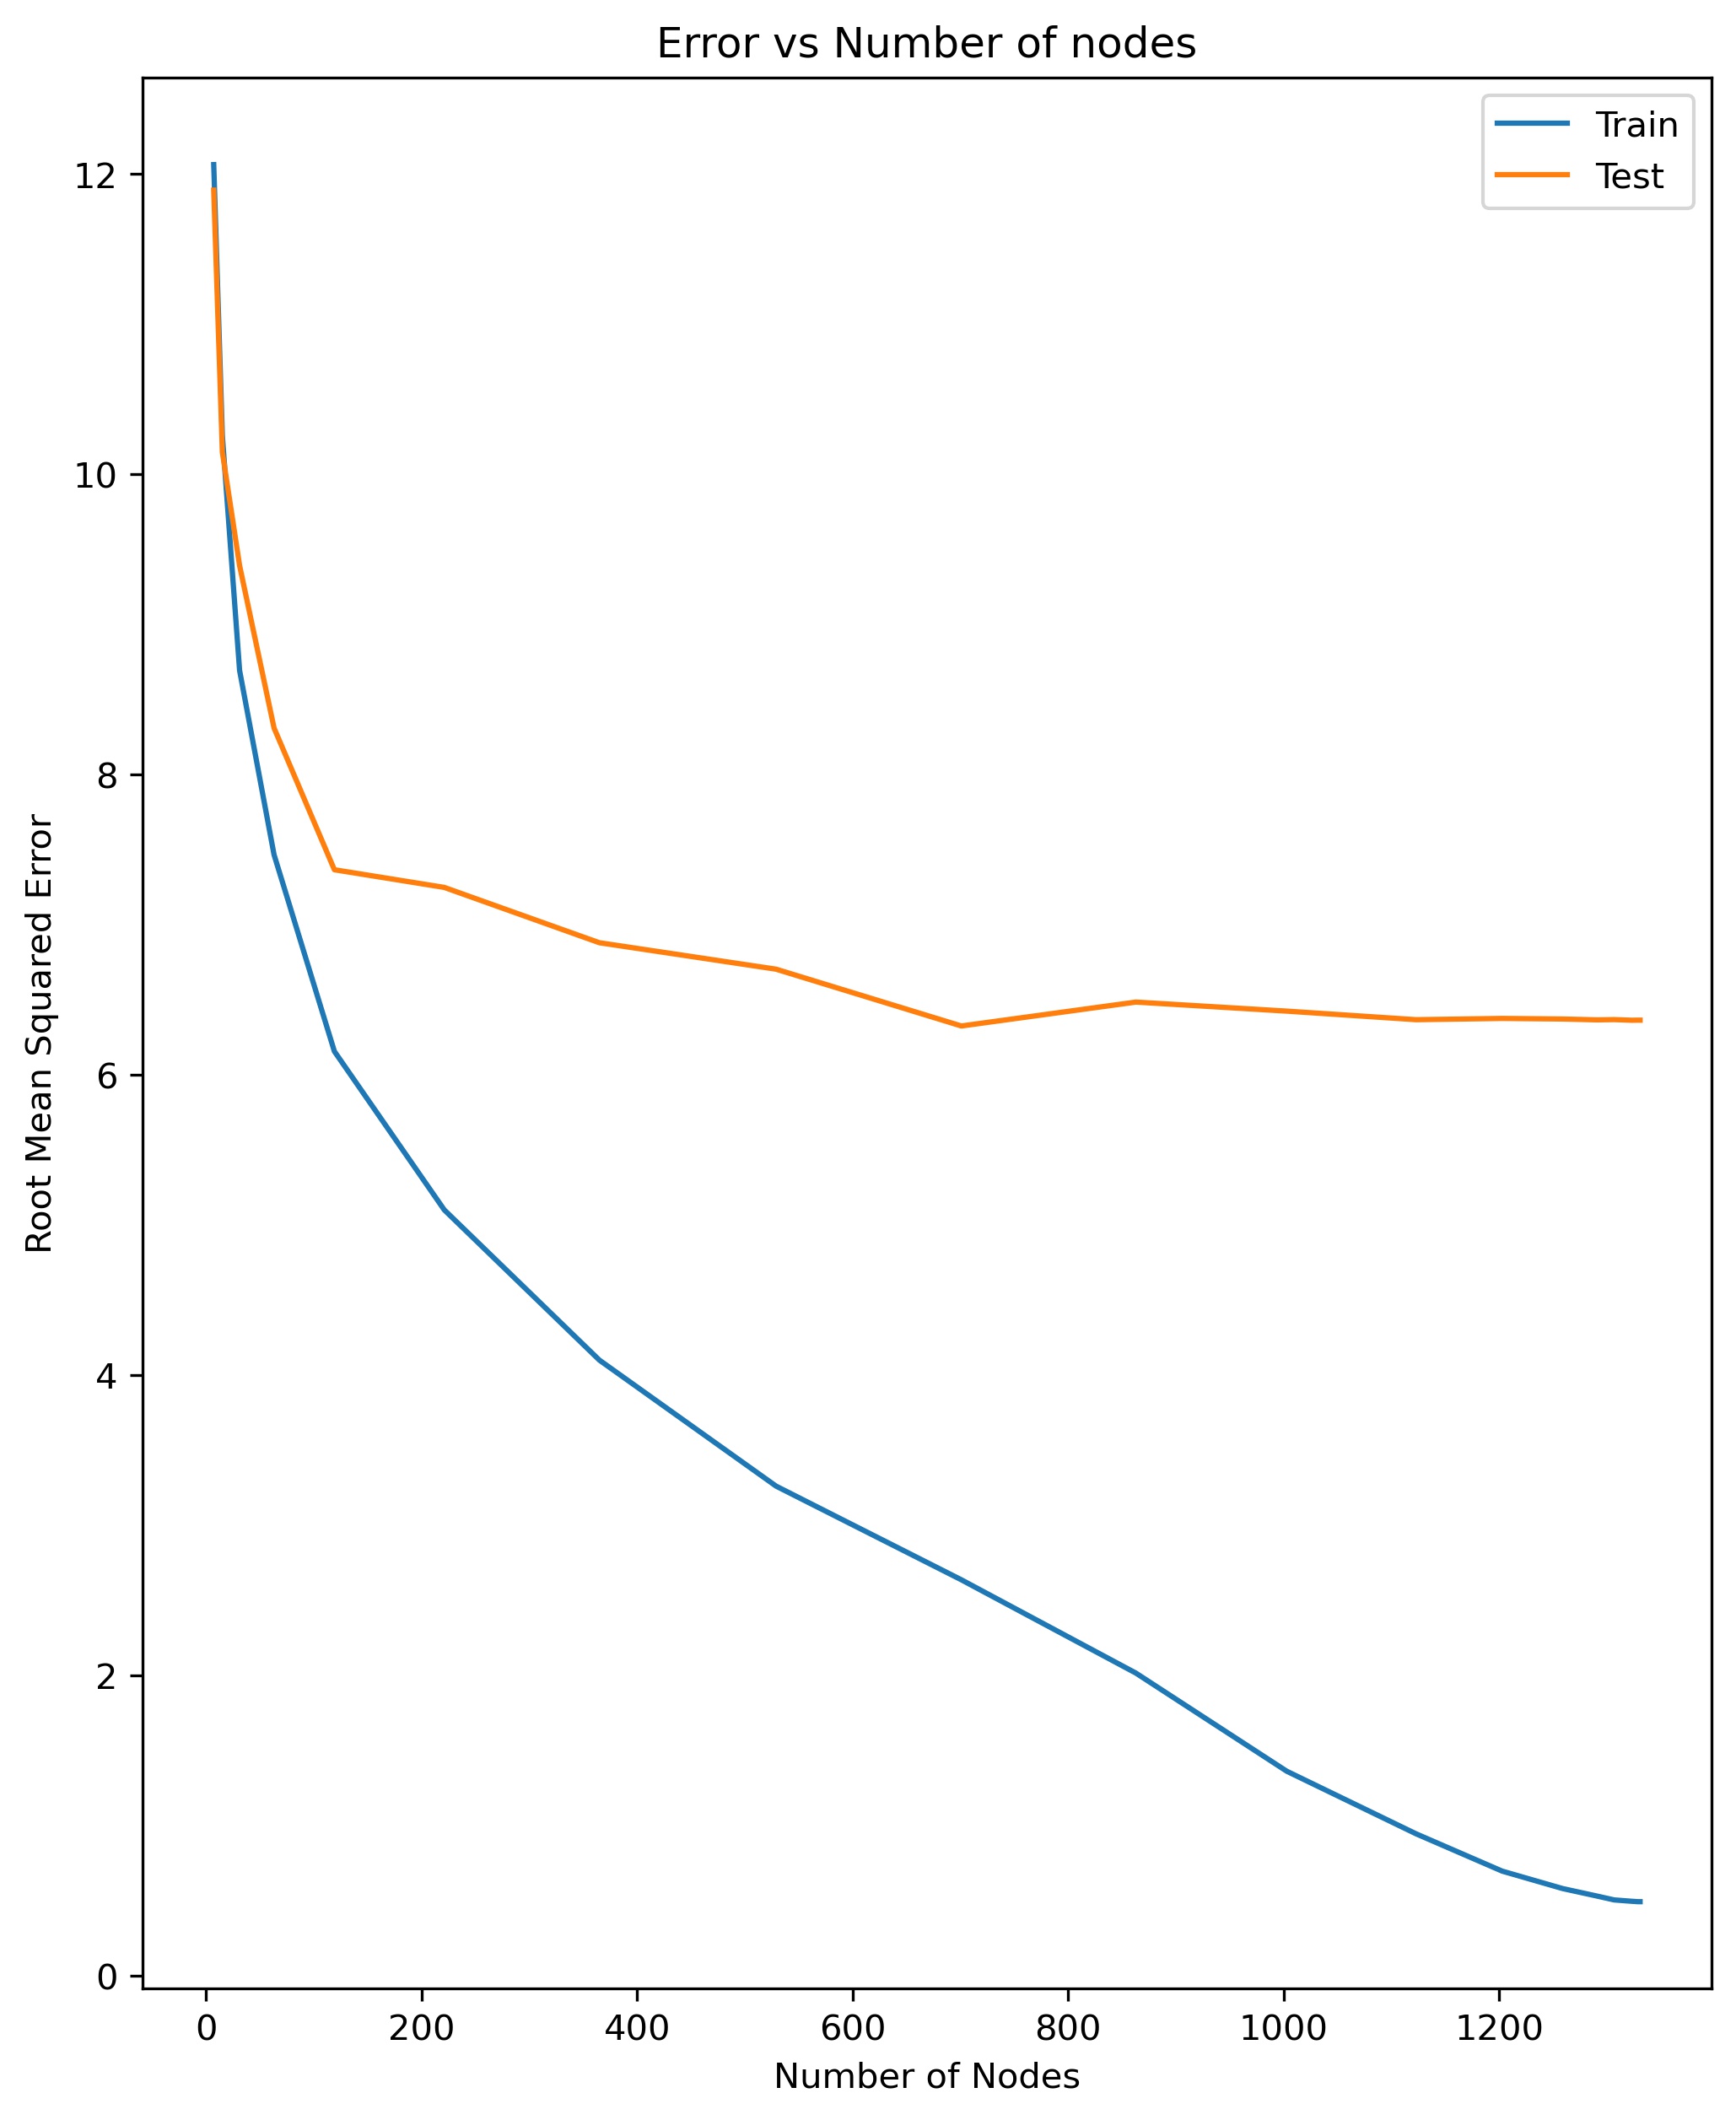 Error vs Number of nodes
Train
Test
12
10
8
6
4
2
0
Root Mean Squared Error
0 200 400 600 800 1000 1200
Number of Nodes